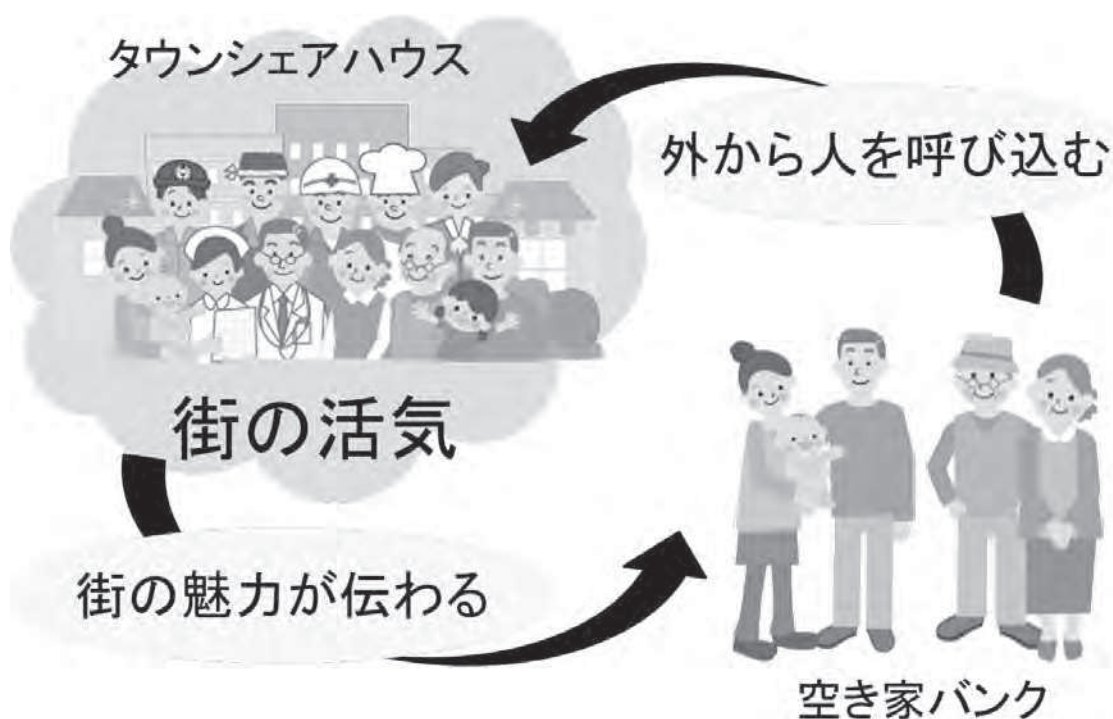 タウンシェアハウス
外から人を呼び込む
街の活気
街の魅力が伝わる
空き家バンク